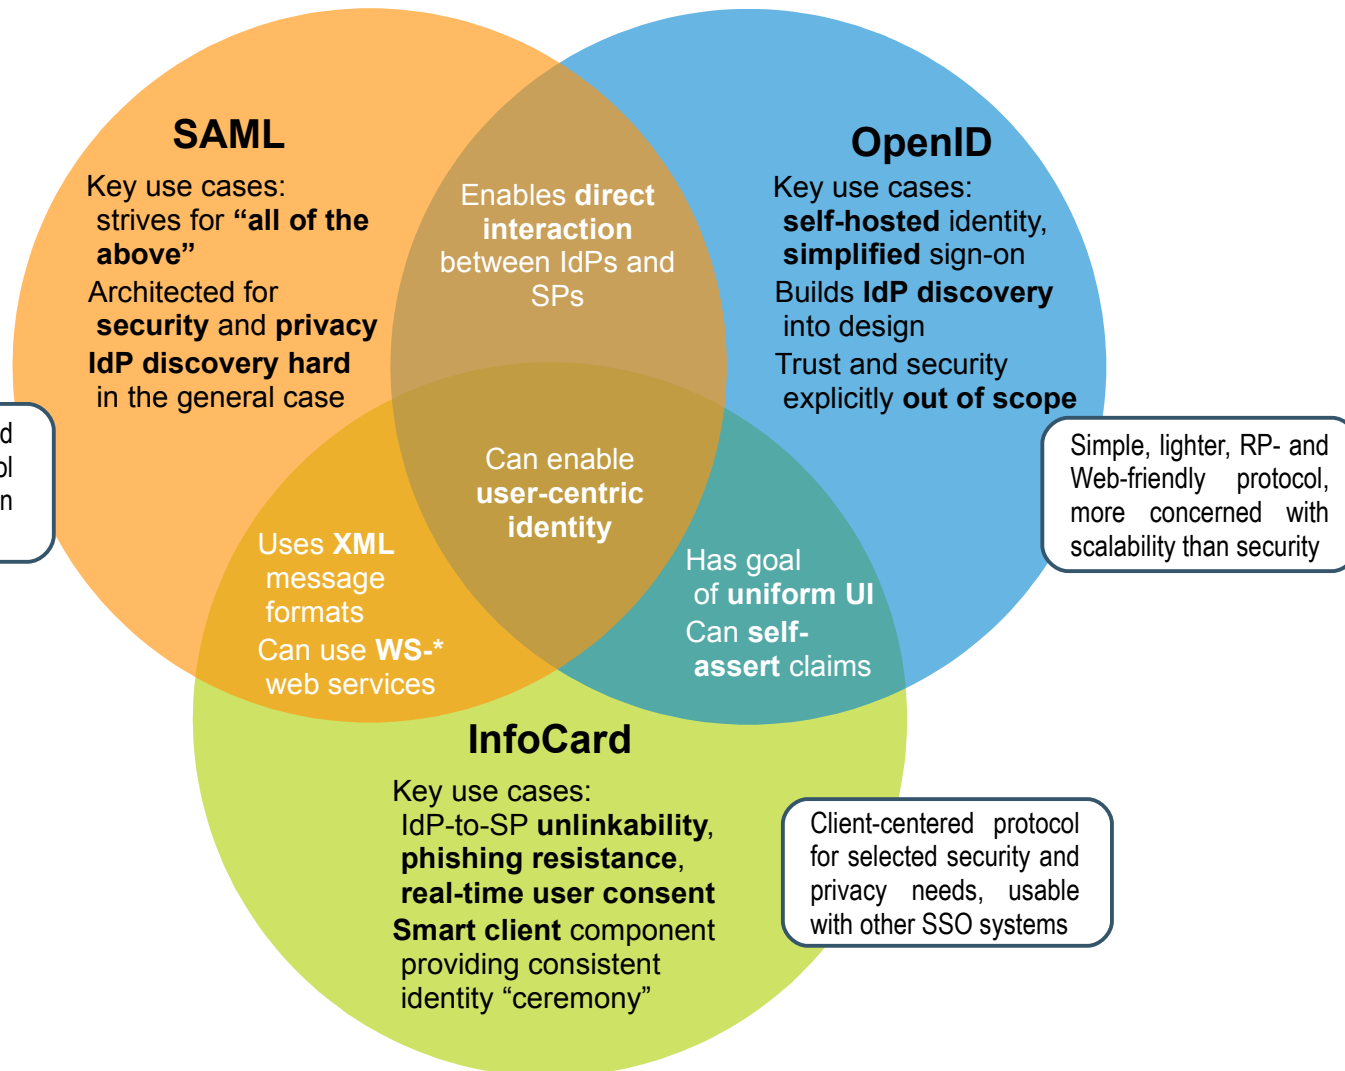 SAML
Key use cases:
strives for “all of the
above”
Architected for
security and privacy
IdP discovery hard
in the general case
Enables direct
interaction
between IdPs and
SPs
OpenID
Key use cases:
self-hosted identity,
simplified sign-on
Builds IdP discovery
into design
Trust and security
explicitly out of scope
Simple, lighter, RP- and
Web-friendly protocol,
more concerned with
scalability than security
Can enable
user-centric
identity
Uses XML
message
formats
Can use WS-*
web services
Has goal
of uniform UI
Can self-
assert claims
InfoCard
Key use cases:
IdP-to-SP unlinkability,
phishing resistance,
real-time user consent
Smart client component
providing consistent
identity “ceremony”
Client-centered protocol
for selected security and
privacy needs, usable
with other SSO systems